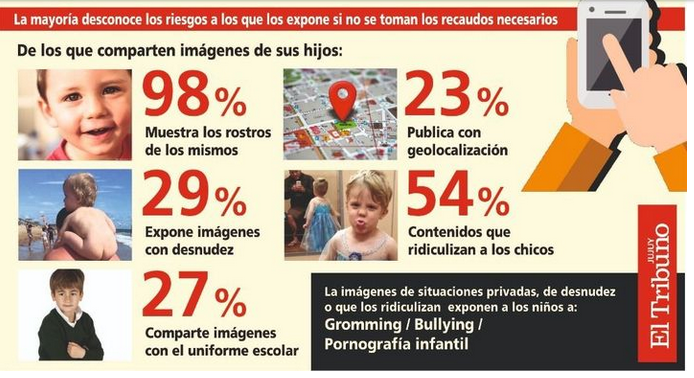 La mayoría desconoce los riesgos a los que los expone si no se toman los recaudos necesarios
De los que comparten imágenes de sus hijos:
98%
Muestra los rostros
de los mismos
23%
Publica con
geolocalización
29%
Expone imágenes
con desnudez
54%
Contenidos que
ridiculizan a los chicos
27%
Comparte imágenes
con el uniforme escolar
La imágenes de situaciones privadas, de desnudez
o que los ridiculizan exponen a los niños a:
Gromming / Bullying /
Pornografía infantil
JUJUY
El Tribuno